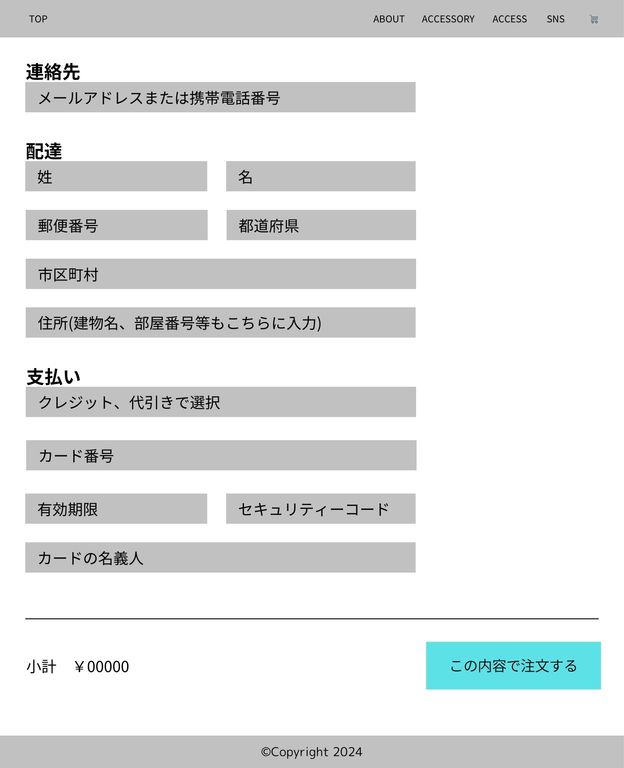 TOP ABOUT ACCESSORY ACCESS SNS
連絡先
メールアドレスまたは携帯電話番号
配達
姓 名
郵便番号 都道府県
市区町村
住所(建物名、部屋番号等もこちらに入力)
支払い
クレジット、代引きで選択
カード番号
有効期限 セキュリティーコード
カードの名義人
小計 ￥00000 この内容で注文する
©Copyright 2024